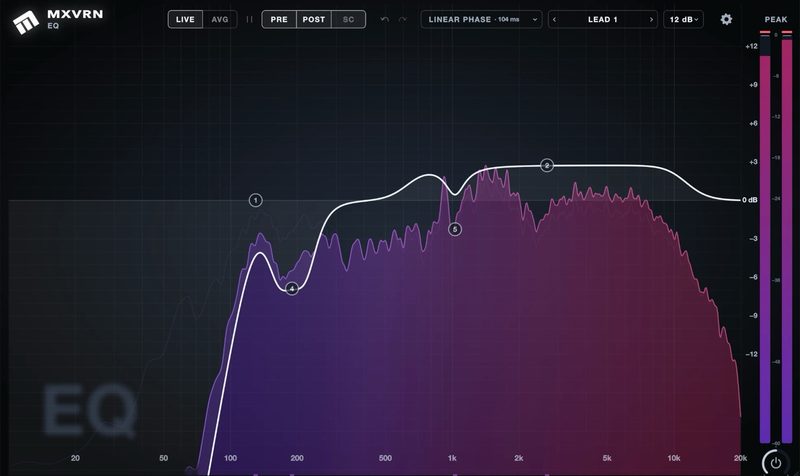 MXVRN
EQ
LIVE AVG PRE POST SC LINEAR PHASE · 104 ms LEAD 1 12 dB PEAK
+12
+9
+6
+3
0 dB
−3
−6
−9
−12
1
2
4
5
EQ
20 50 100 200 500 1k 2k 5k 10k 20k